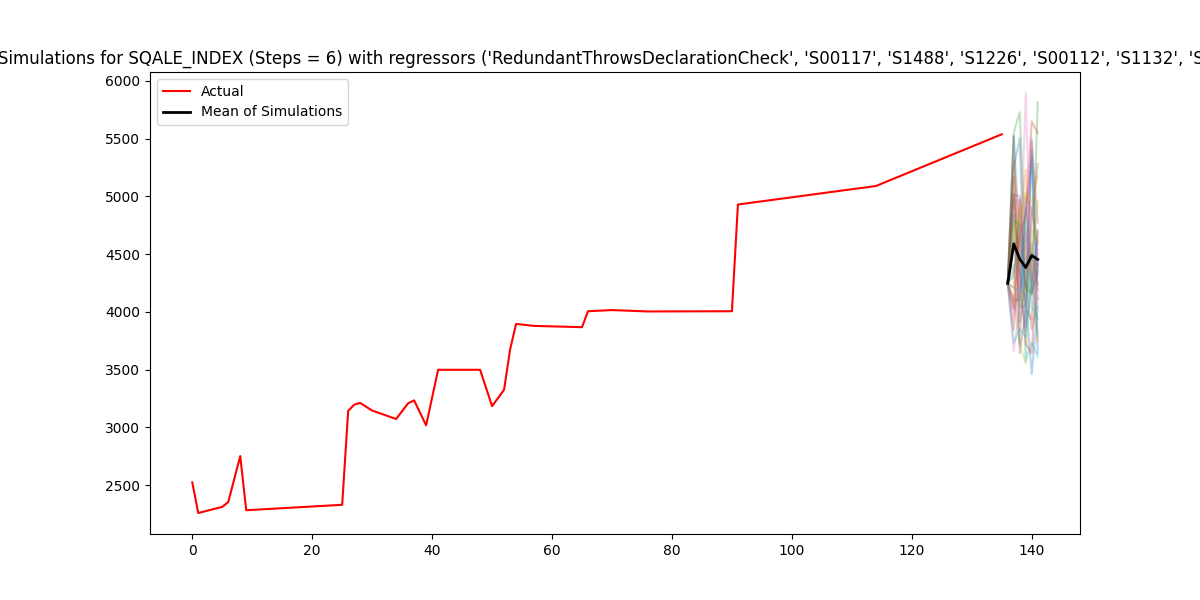 Simulations for SQALE_INDEX (Steps = 6) with regressors ('RedundantThrowsDeclarationCheck', 'S00117', 'S1488', 'S1226', 'S00112', 'S1132', 'S
6000
5500
5000
4500
4000
3500
3000
2500
Actual
Mean of Simulations
0 20 40 60 80 100 120 140